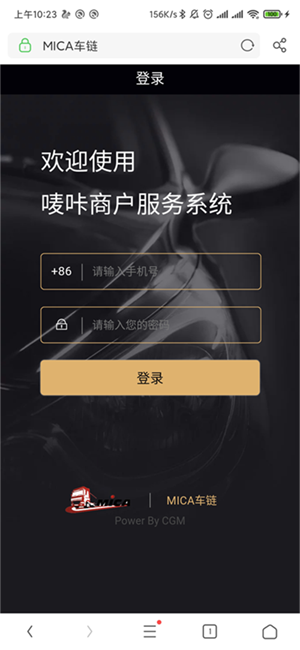 上午10:23
156K/s
100
MICA车链
登录
欢迎使用
唛咔商户服务系统
+86
请输入手机号
请输入您的密码
登录
MICA
MICA车链
Power By CGM
1